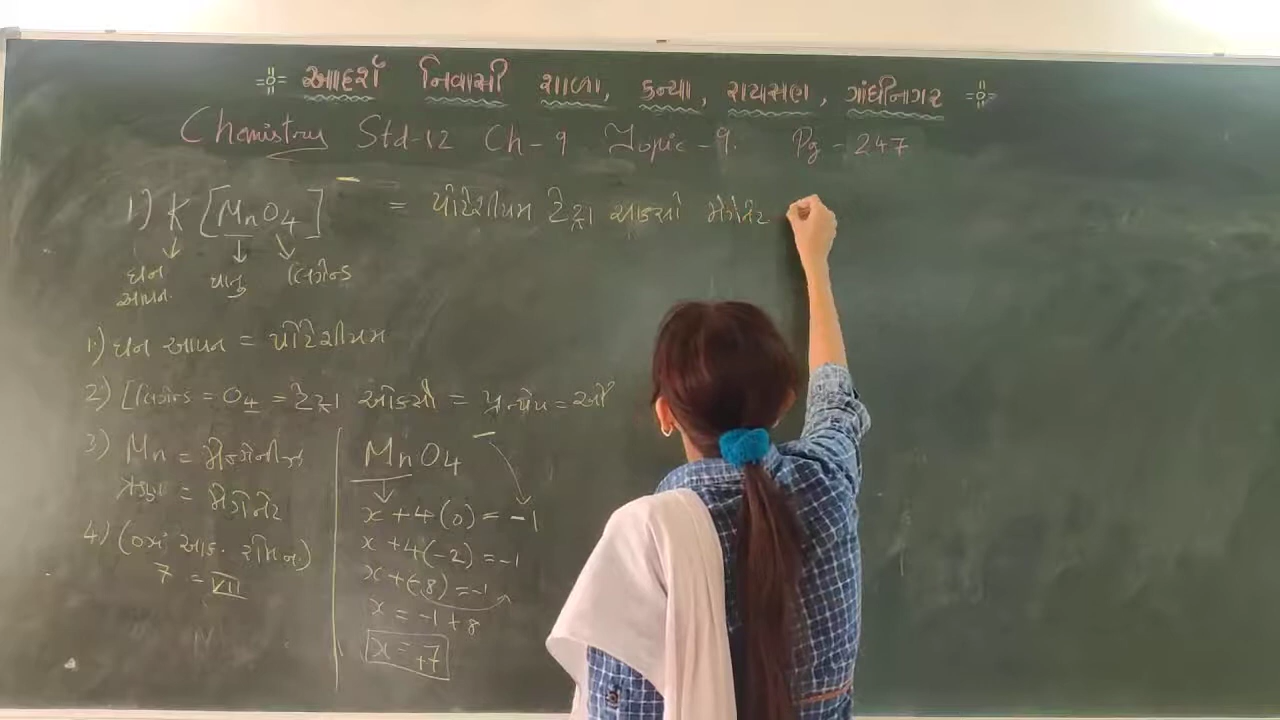 આદર્શ નિવાસી શાળા, કન્યા, રાયસણ, ગાંધીનગર
Chemistry Std-12 Ch-9 Topic-9. Pg-247
1) K [MnO4]⁻ = પોટેશીયમ ટેટ્રા ઓક્સો મેંગેનેટ
ધન આયન ધાતુ લિગેન્ડ
1.) ધન આયન = પોટેશીયમ
2) લિગેન્ડ = O4 = ટેટ્રા ઓક્સો = પ્રત્યય = ઓ
3) Mn = મેન્ગેનીઝ
= મેંગેનેટ
4)
7 = VII
MnO4⁻
x + 4(0) = -1
x + 4(-2) = -1
x + (-8) = -1
x = -1 + 8
x = +7